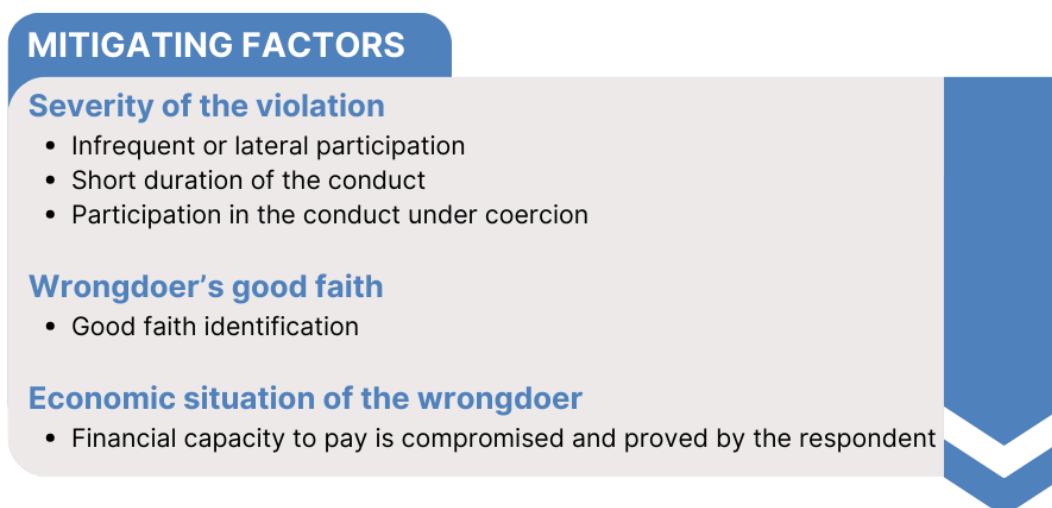 MITIGATING FACTORS
Severity of the violation
• Infrequent or lateral participation
• Short duration of the conduct
• Participation in the conduct under coercion
Wrongdoer’s good faith
• Good faith identification
Economic situation of the wrongdoer
• Financial capacity to pay is compromised and proved by the respondent